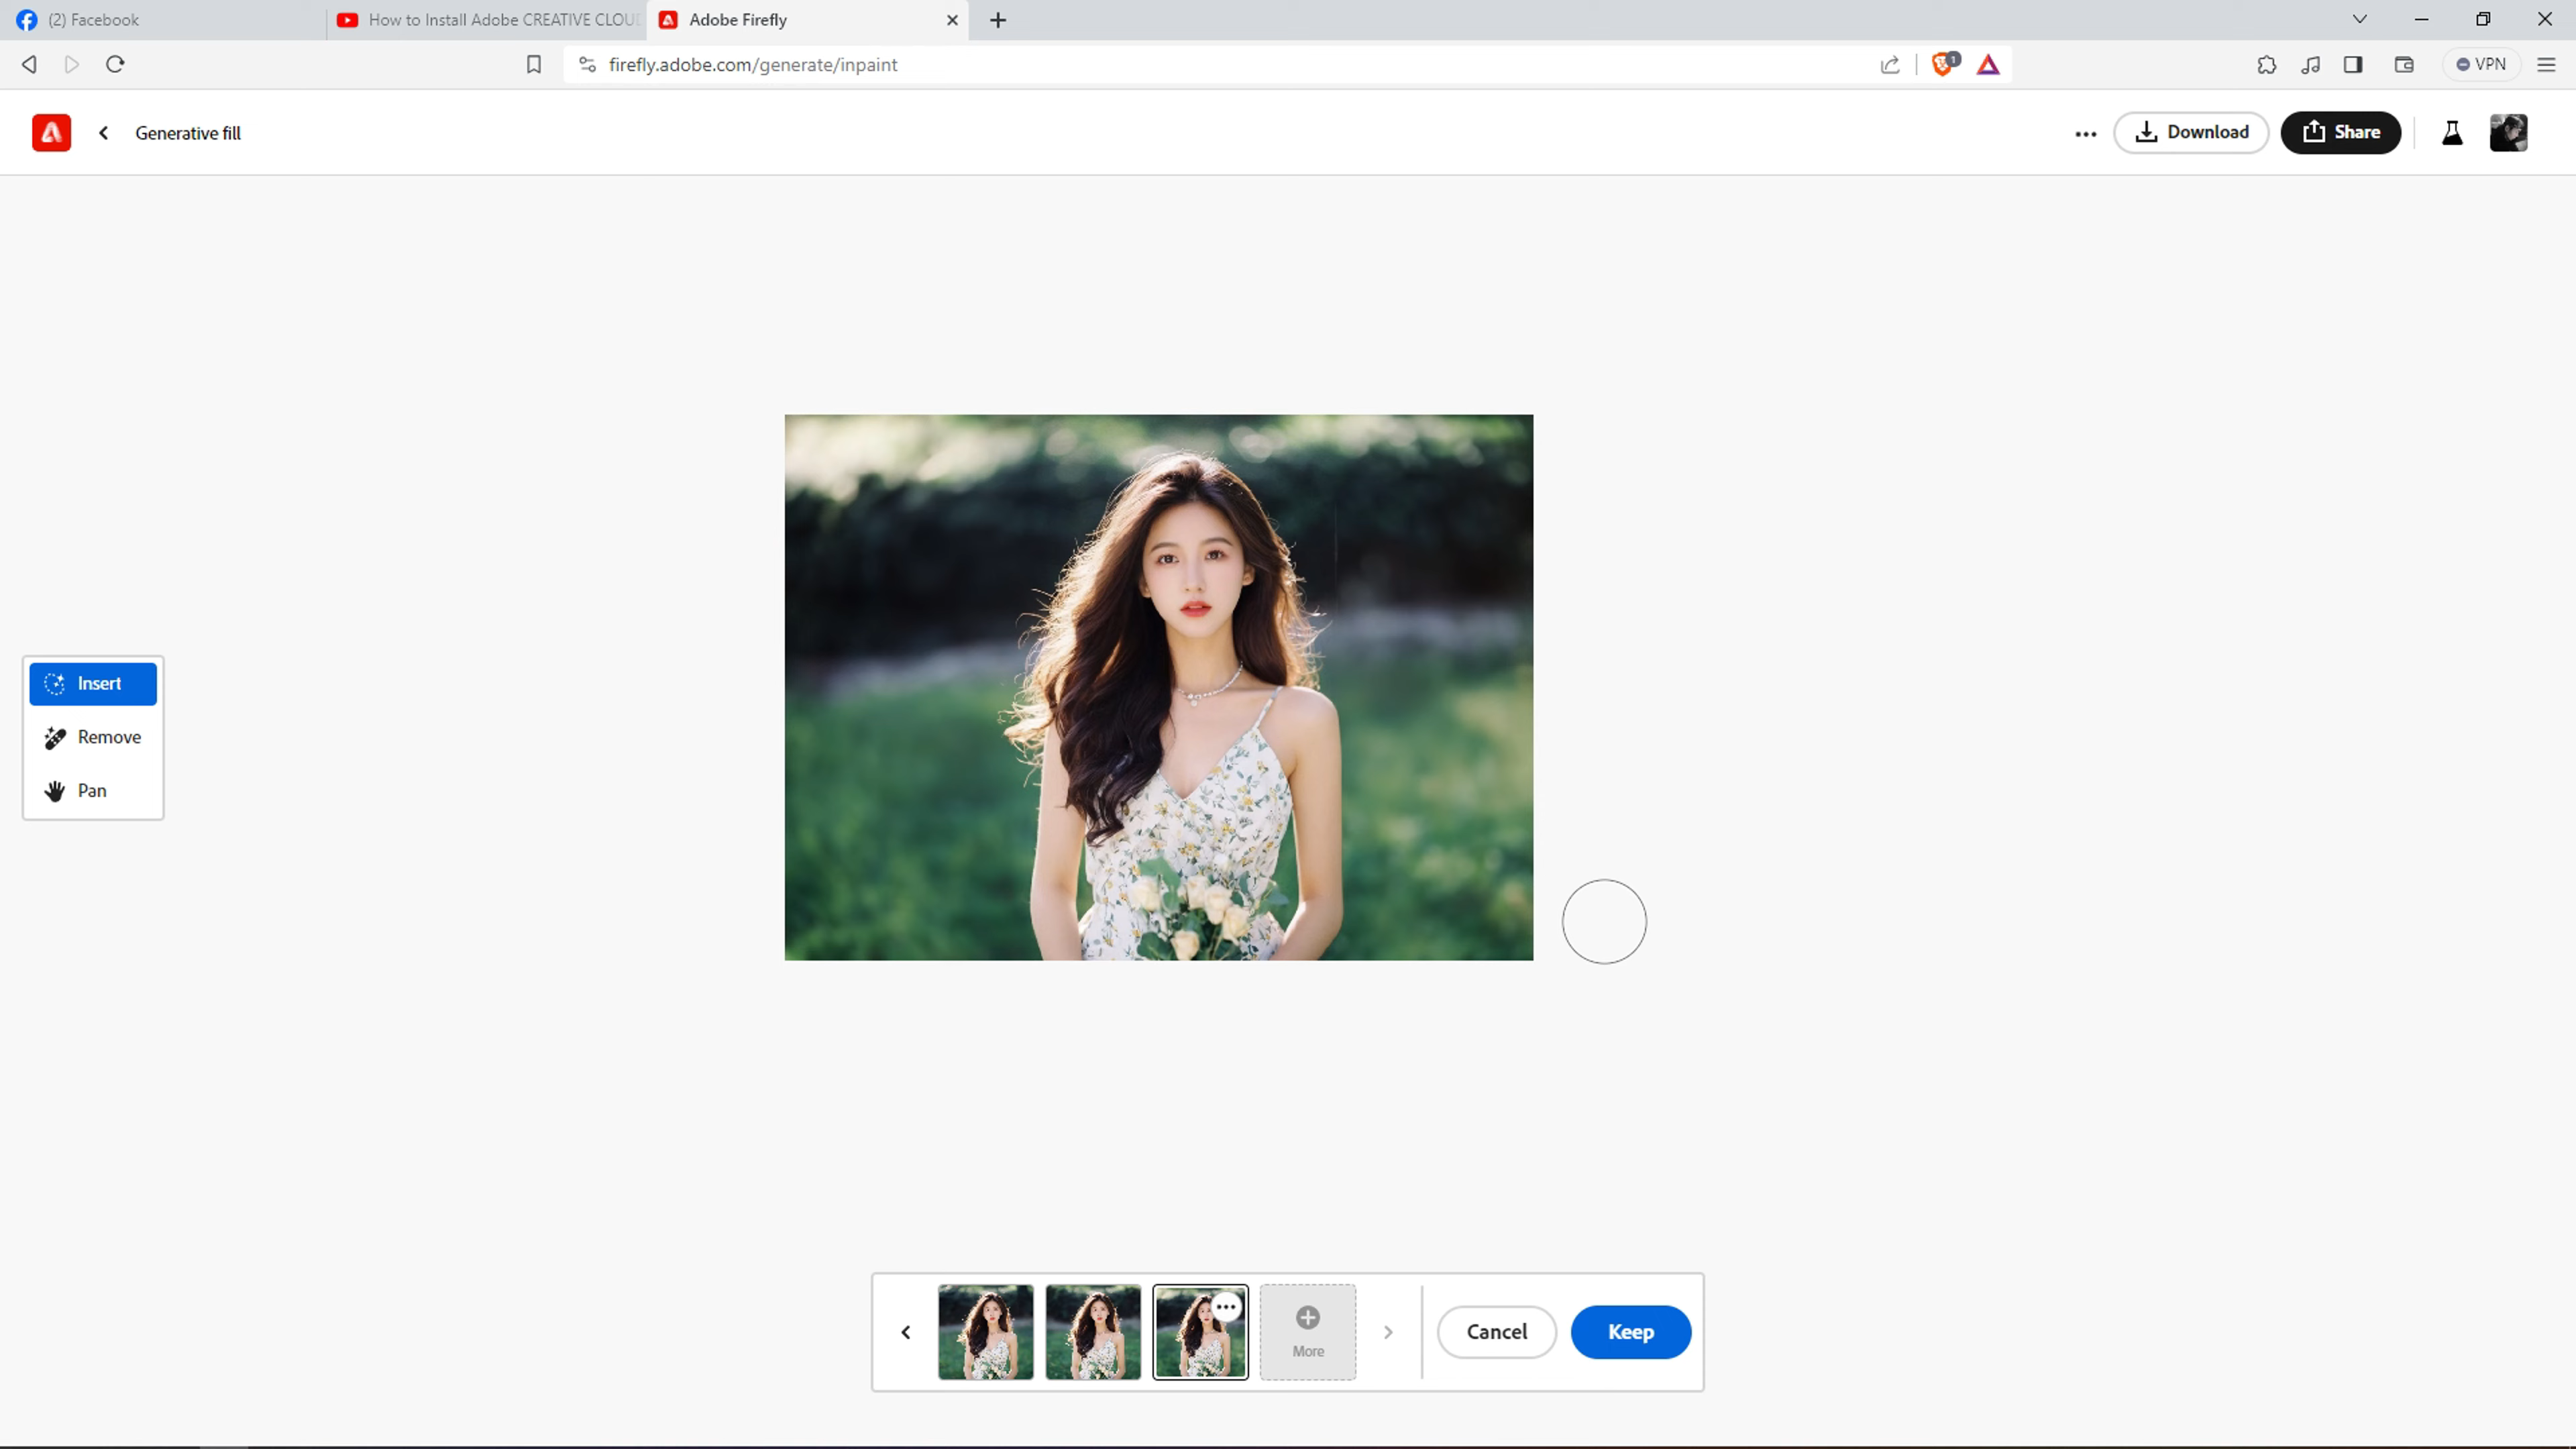 (2) Facebook
How to Install Adobe CREATIVE CLOU
Adobe Firefly
firefly.adobe.com/generate/inpaint
1
VPN
Generative fill
Download
Share
Insert
Remove
Pan
More
Cancel
Keep